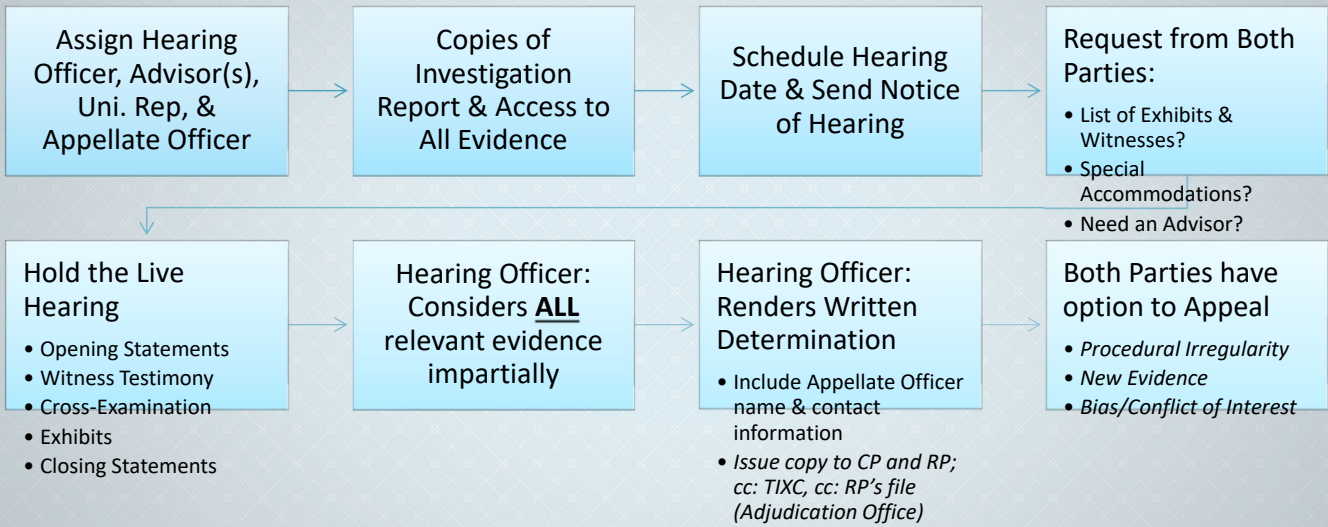 Assign Hearing
Officer, Advisor(s),
Uni. Rep, &
Appellate Officer
Copies of
Investigation
Report & Access to
All Evidence
Schedule Hearing
Date & Send Notice
of Hearing
Request from Both
Parties:
• List of Exhibits &
Witnesses?
• Special
Accommodations?
• Need an Advisor?
Hold the Live
Hearing
• Opening Statements
• Witness Testimony
• Cross-Examination
• Exhibits
• Closing Statements
Hearing Officer:
Considers ALL
relevant evidence
impartially
Hearing Officer:
Renders Written
Determination
• Include Appellate Officer
name & contact
information
• Issue copy to CP and RP;
cc: TIXC, cc: RP's file
(Adjudication Office)
Both Parties have
option to Appeal
• Procedural Irregularity
• New Evidence
• Bias/Conflict of Interest